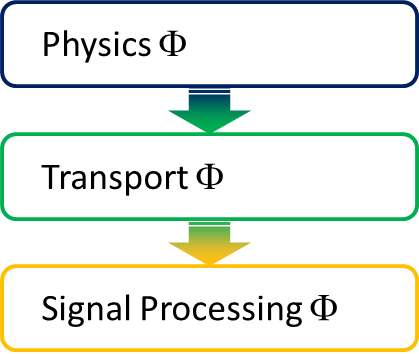 Physics Φ
Transport Φ
Signal Processing Φ